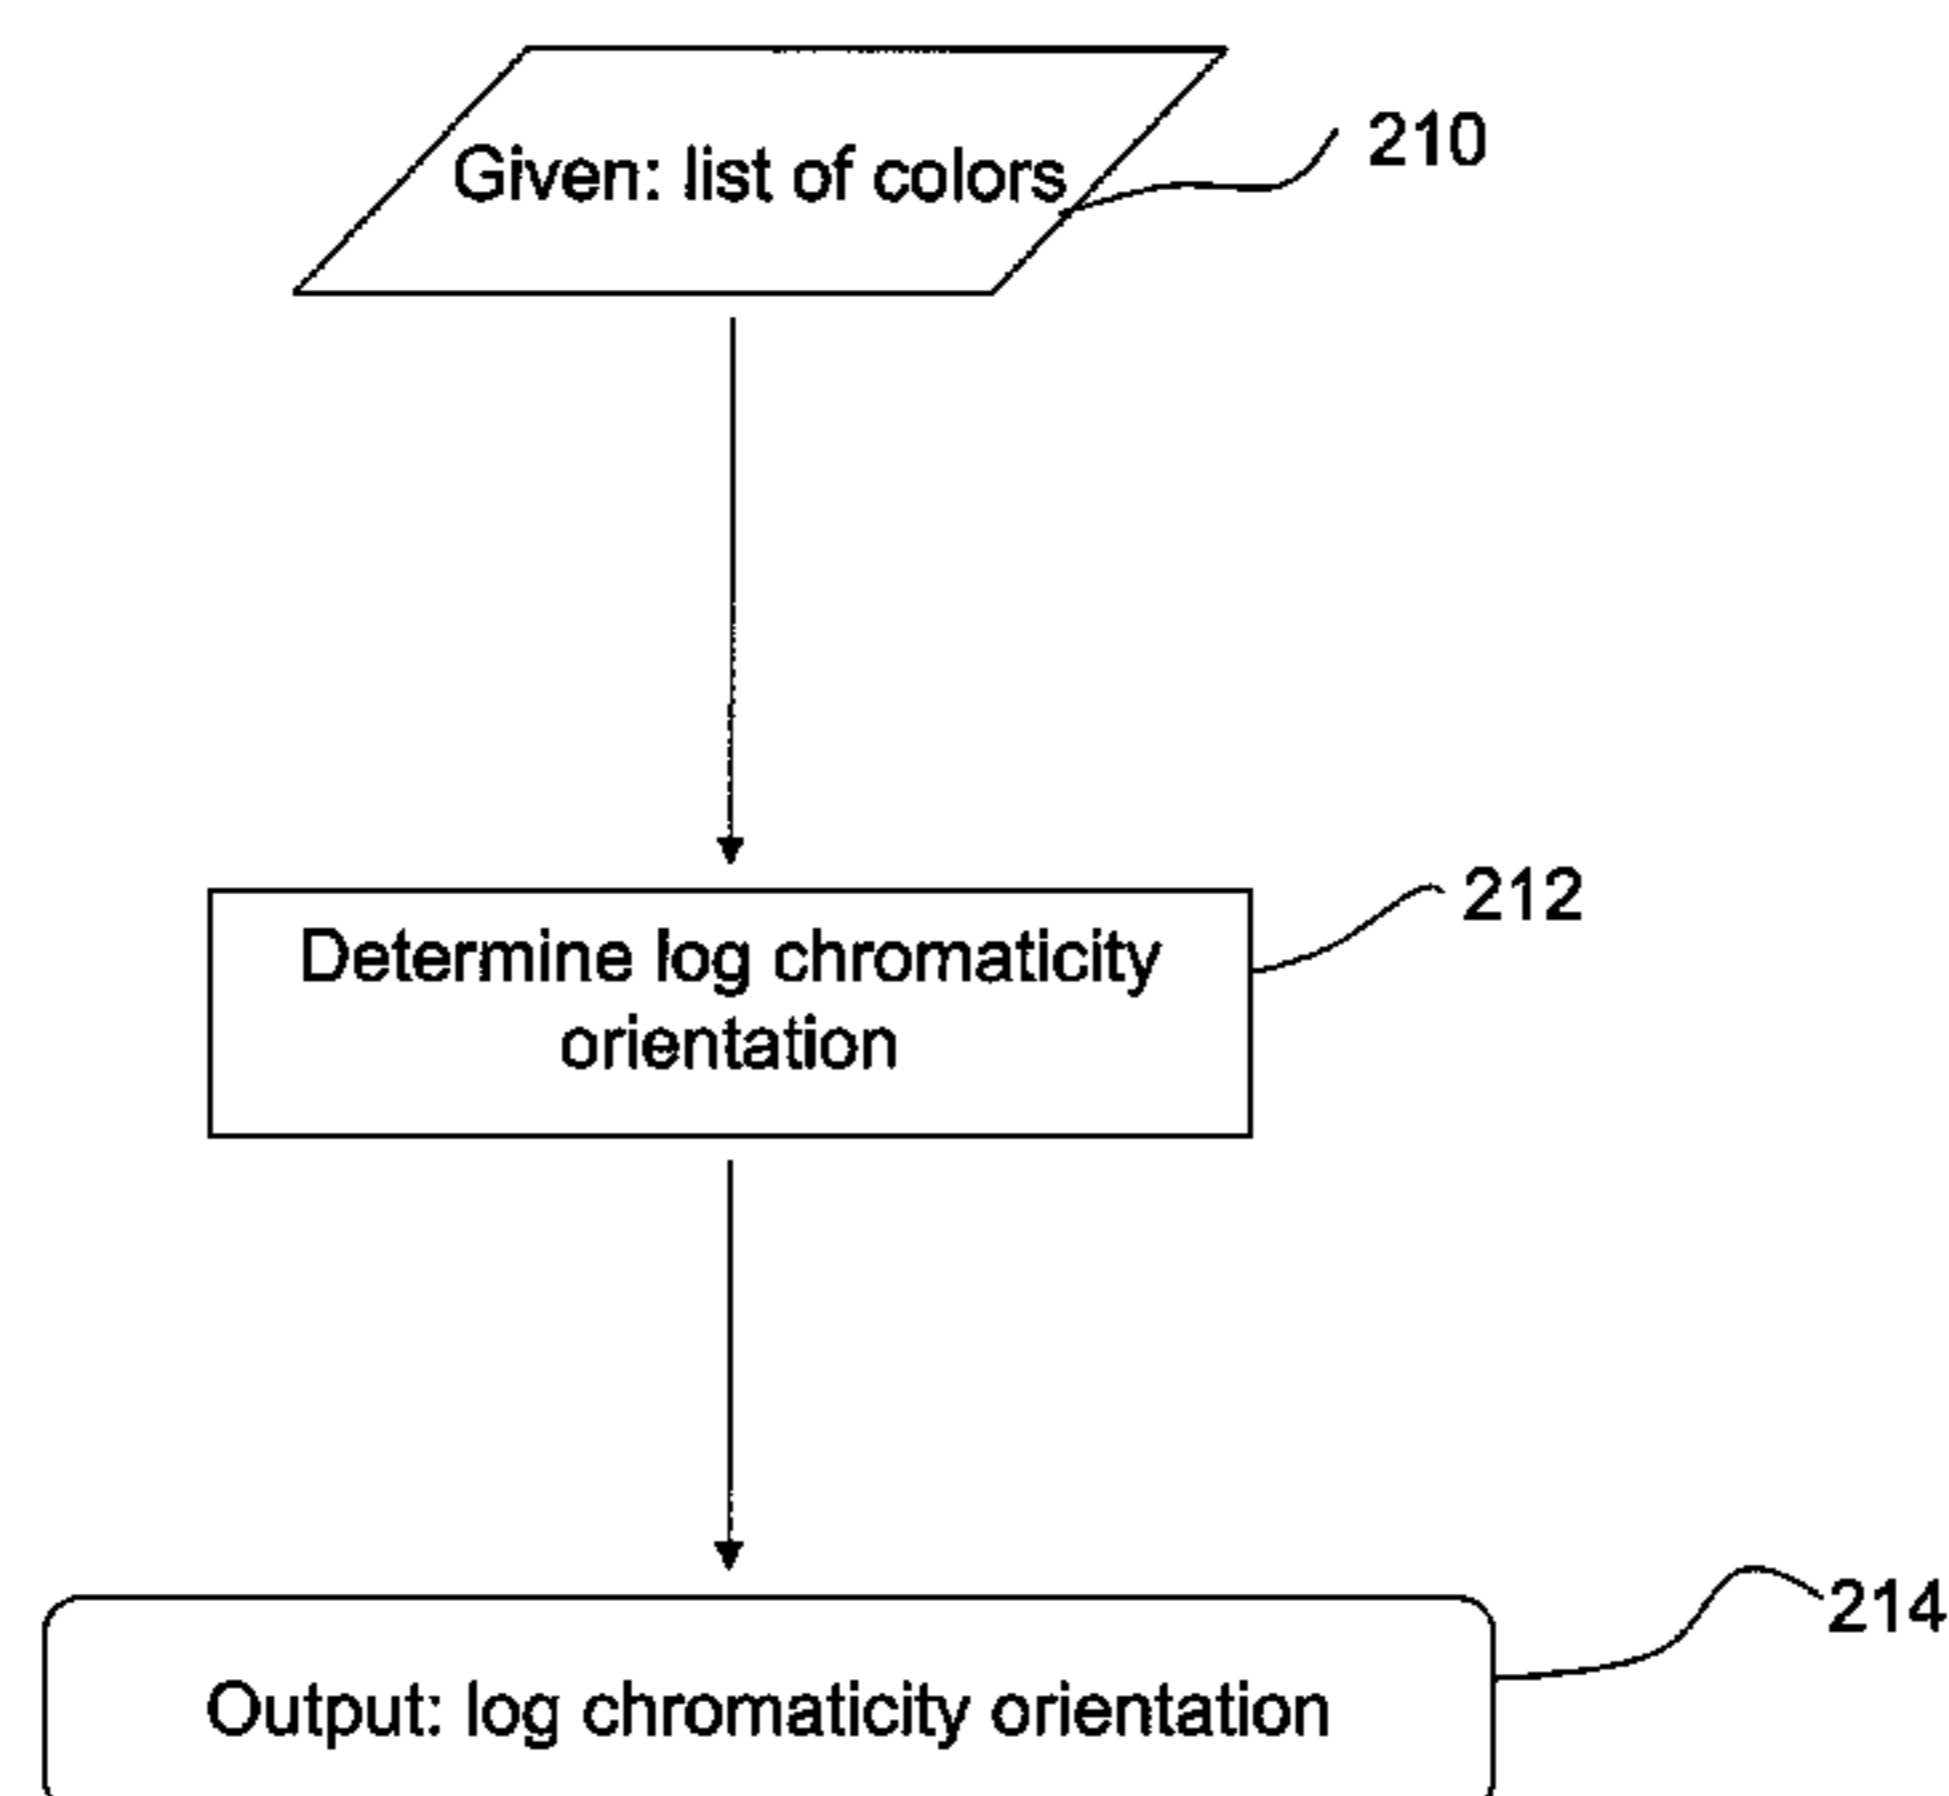 Given: list of colors
210
Determine log chromaticity
orientation
212
Output: log chromaticity orientation
214